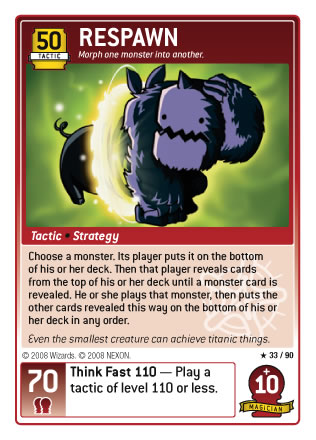 50
TACTIC
RESPAWN
Morph one monster into another.
Tactic • Strategy
Choose a monster. Its player puts it on the bottom
of his or her deck. Then that player reveals cards
from the top of his or her deck until a monster card is
revealed. He or she plays that monster, then puts the
other cards revealed this way on the bottom of his or
her deck in any order.
Even the smallest creature can achieve titanic things.
© 2008 Wizards. © 2008 NEXON.
★ 33 / 90
70
Think Fast 110 — Play a
tactic of level 110 or less.
+
10
MAGICIAN